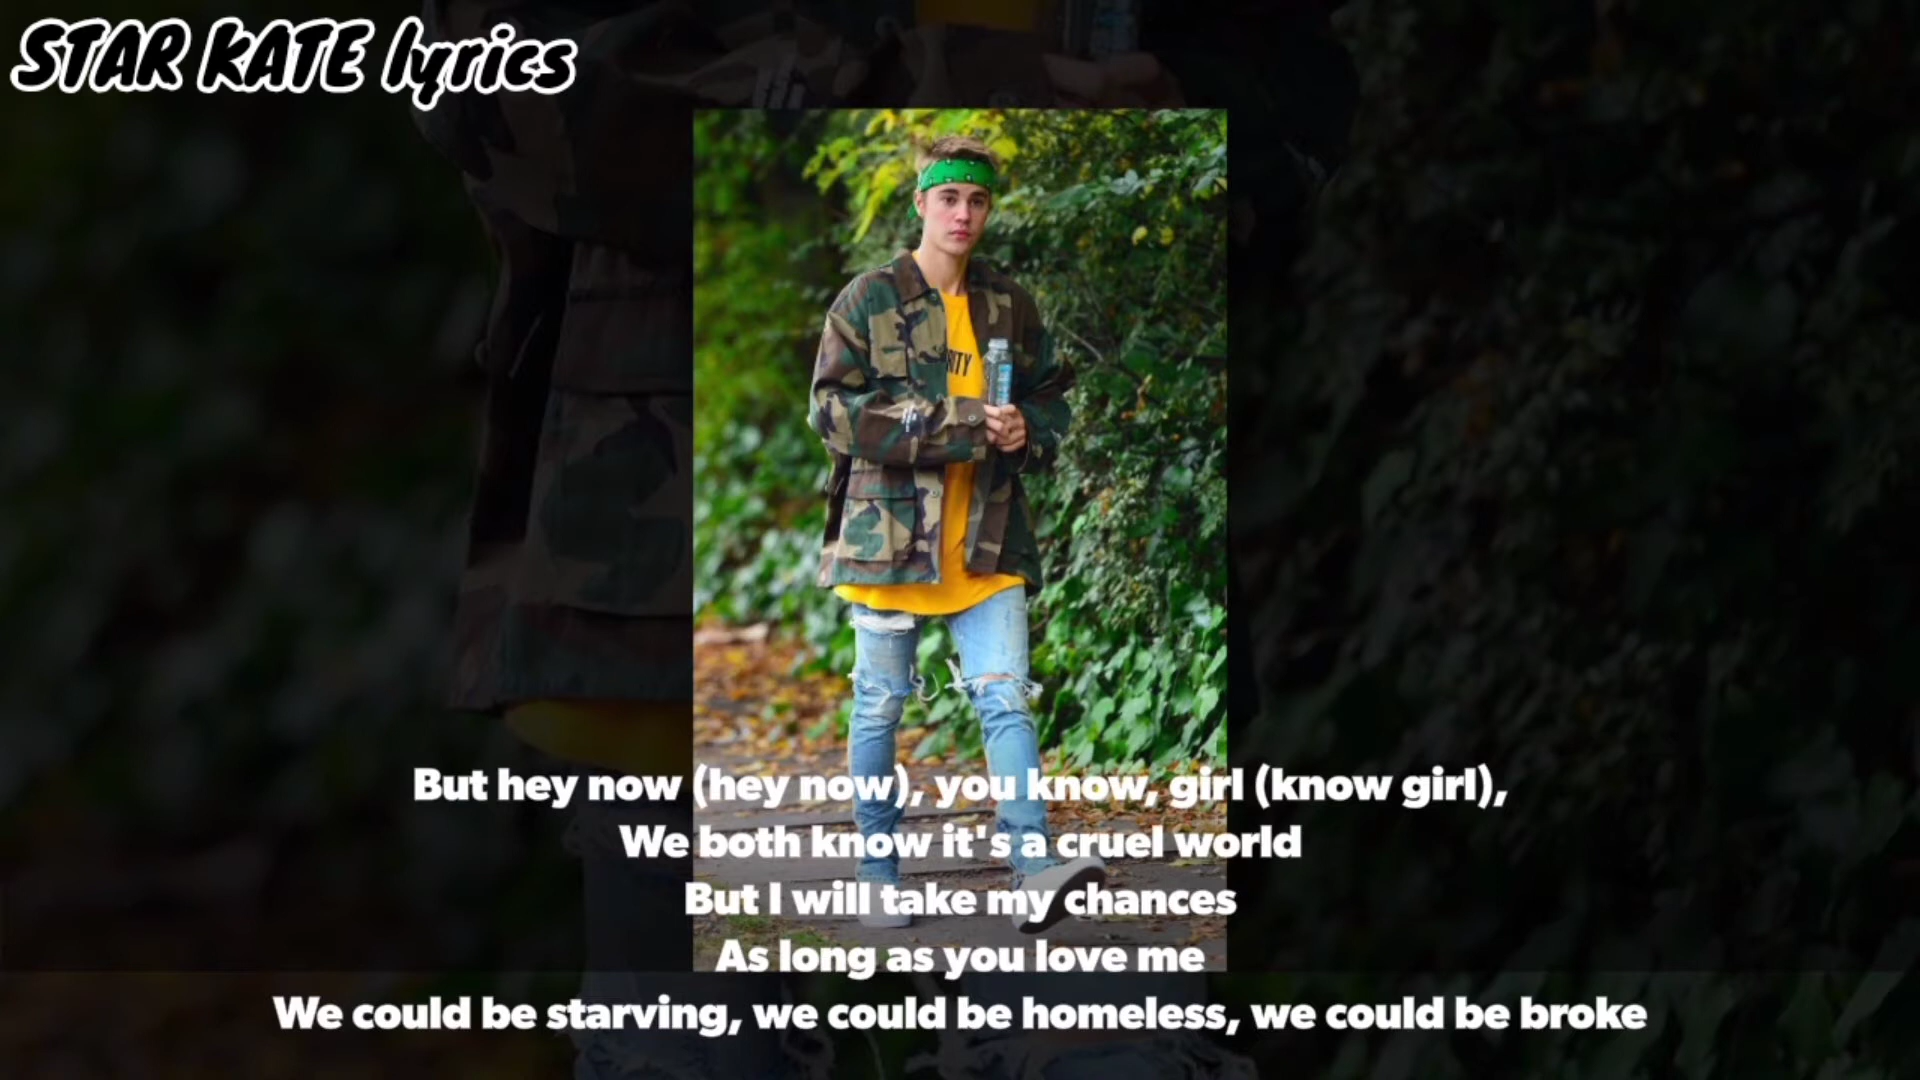 STAR KATE lyrics
But hey now (hey now), you know, girl (know girl),
We both know it's a cruel world
But I will take my chances
As long as you love me
We could be starving, we could be homeless, we could be broke